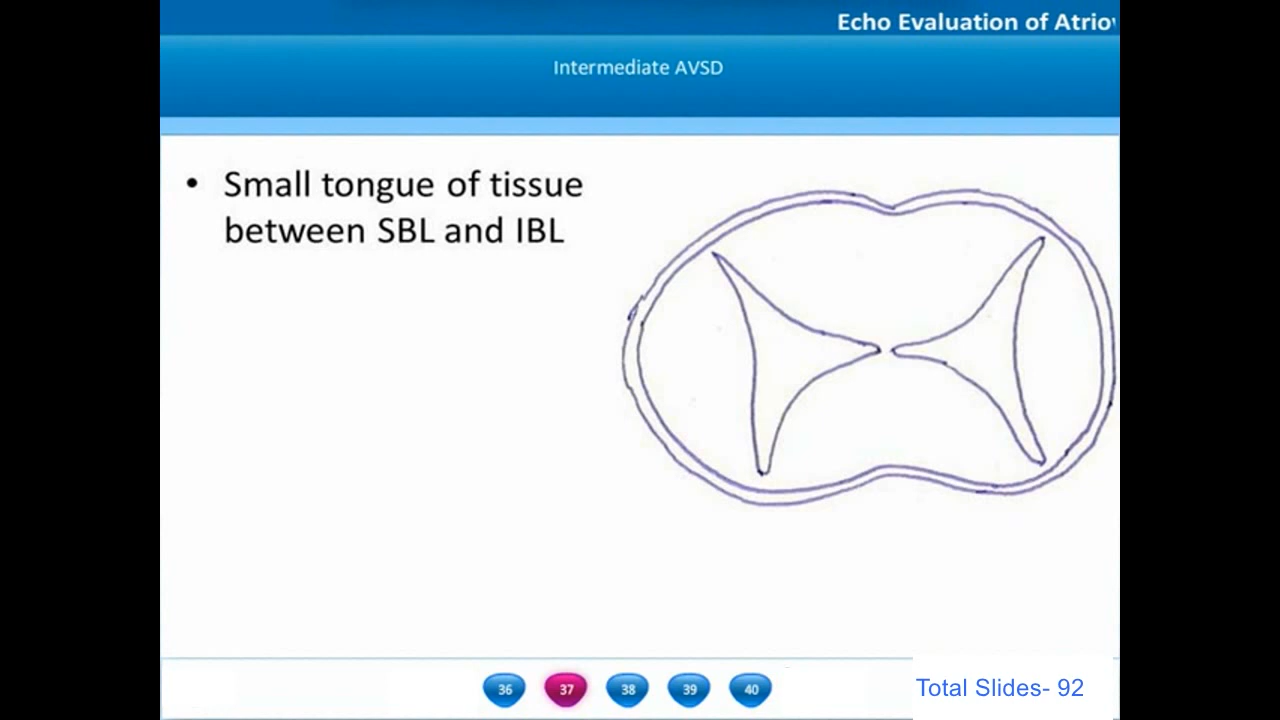 Echo Evaluation of Atrio
Intermediate AVSD
• Small tongue of tissue
between SBL and IBL
36 37 38 39 40
Total Slides- 92